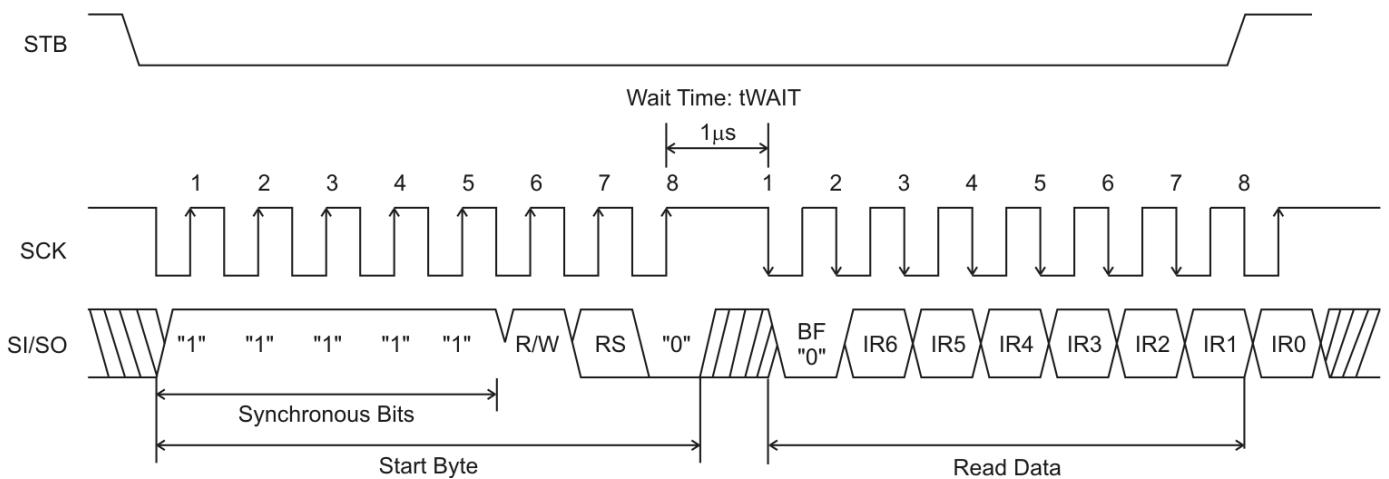 STB
Wait Time: tWAIT
1μs
1 2 3 4 5 6 7 8 1 2 3 4 5 6 7 8
SCK
SI/SO "1" "1" "1" "1" "1" R/W RS "0" BF "0" IR6 IR5 IR4 IR3 IR2 IR1 IR0
Synchronous Bits
Start Byte Read Data